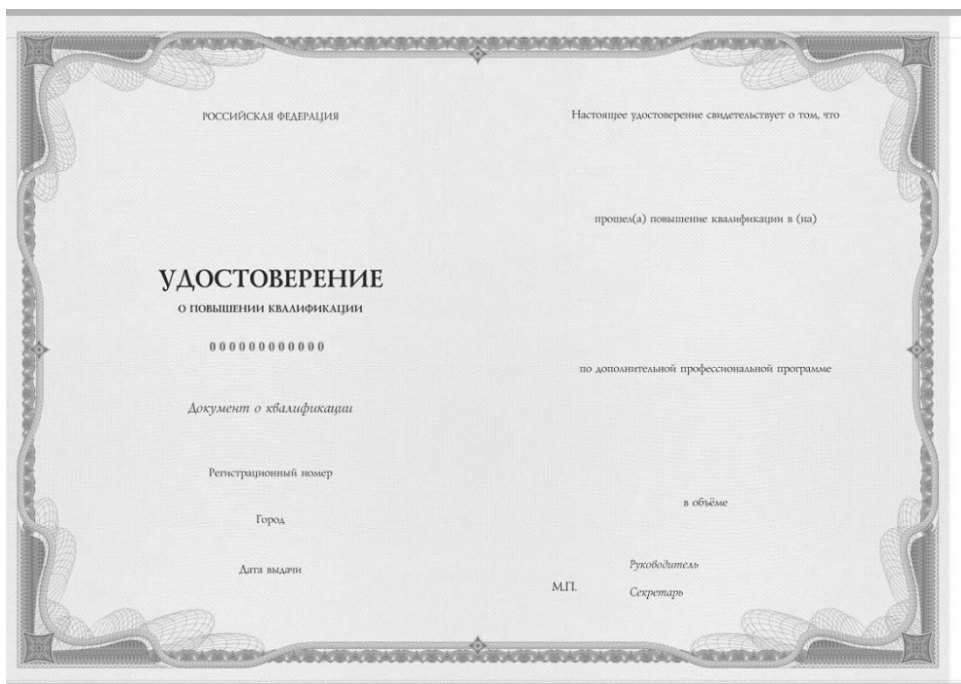 РОССИЙСКАЯ ФЕДЕРАЦИЯ
УДОСТОВЕРЕНИЕ
О ПОВЫШЕНИИ КВАЛИФИКАЦИИ
000000000000
Документ о квалификации
Регистрационный номер
Город
Дата выдачи
Настоящее удостоверение свидетельствует о том, что
прошел(а) повышение квалификации в (на)
по дополнительной профессиональной программе
в объёме
Руководитель
М.П.
Секретарь